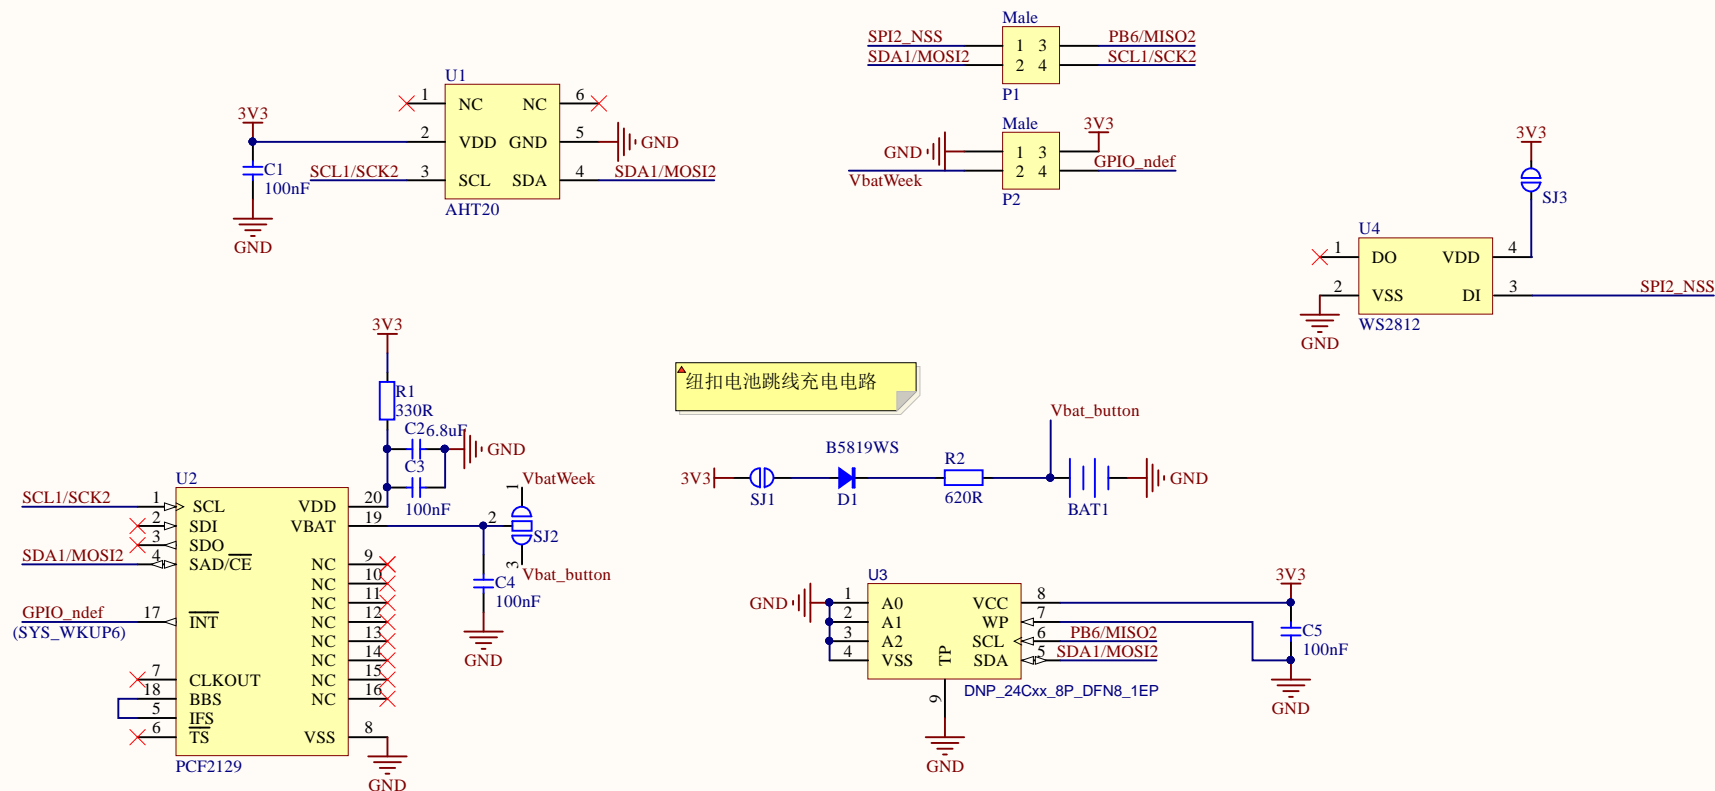 Male
SPI2_NSS 1 3 PB6/MISO2
SDA1/MOSI2 2 4 SCL1/SCK2
P1
U1
1 NC NC 6
3V3
2 VDD GND 5 GND
C1
100nF
SCL1/SCK2 3 SCL SDA 4 SDA1/MOSI2
AHT20
GND
Male
3V3
GND 1 3
VbatWeek 2 4 GPIO_ndef
P2
3V3
SJ3
U4
1 DO VDD 4
2 VSS DI 3 SPI2_NSS
WS2812
GND
3V3
R1
330R
C2 6.8uF
GND
C3
100nF
U2
SCL1/SCK2 1 SCL VDD 20
2 SDI VBAT 19
3 SDO
SDA1/MOSI2 4 SAD/CE NC 9
NC 10
NC 11
GPIO_ndef 17 INT NC 12
(SYS_WKUP6)
NC 13
NC 14
7 CLKOUT NC 15
18 BBS NC 16
5 IFS
6 TS VSS 8
PCF2129
GND
VbatWeek
1
2
SJ2
3
Vbat_button
C4
100nF
GND
纽扣电池跳线充电电路
Vbat_button
B5819WS
R2
3V3
GND
SJ1
D1
620R
BAT1
U3
3V3
GND 1 A0 VCC 8
2 A1 WP 7
3 A2 SCL 6 PB6/MISO2
4 VSS TP SDA 5 SDA1/MOSI2
C5
100nF
9
DNP_24Cxx_8P_DFN8_1EP
GND
GND